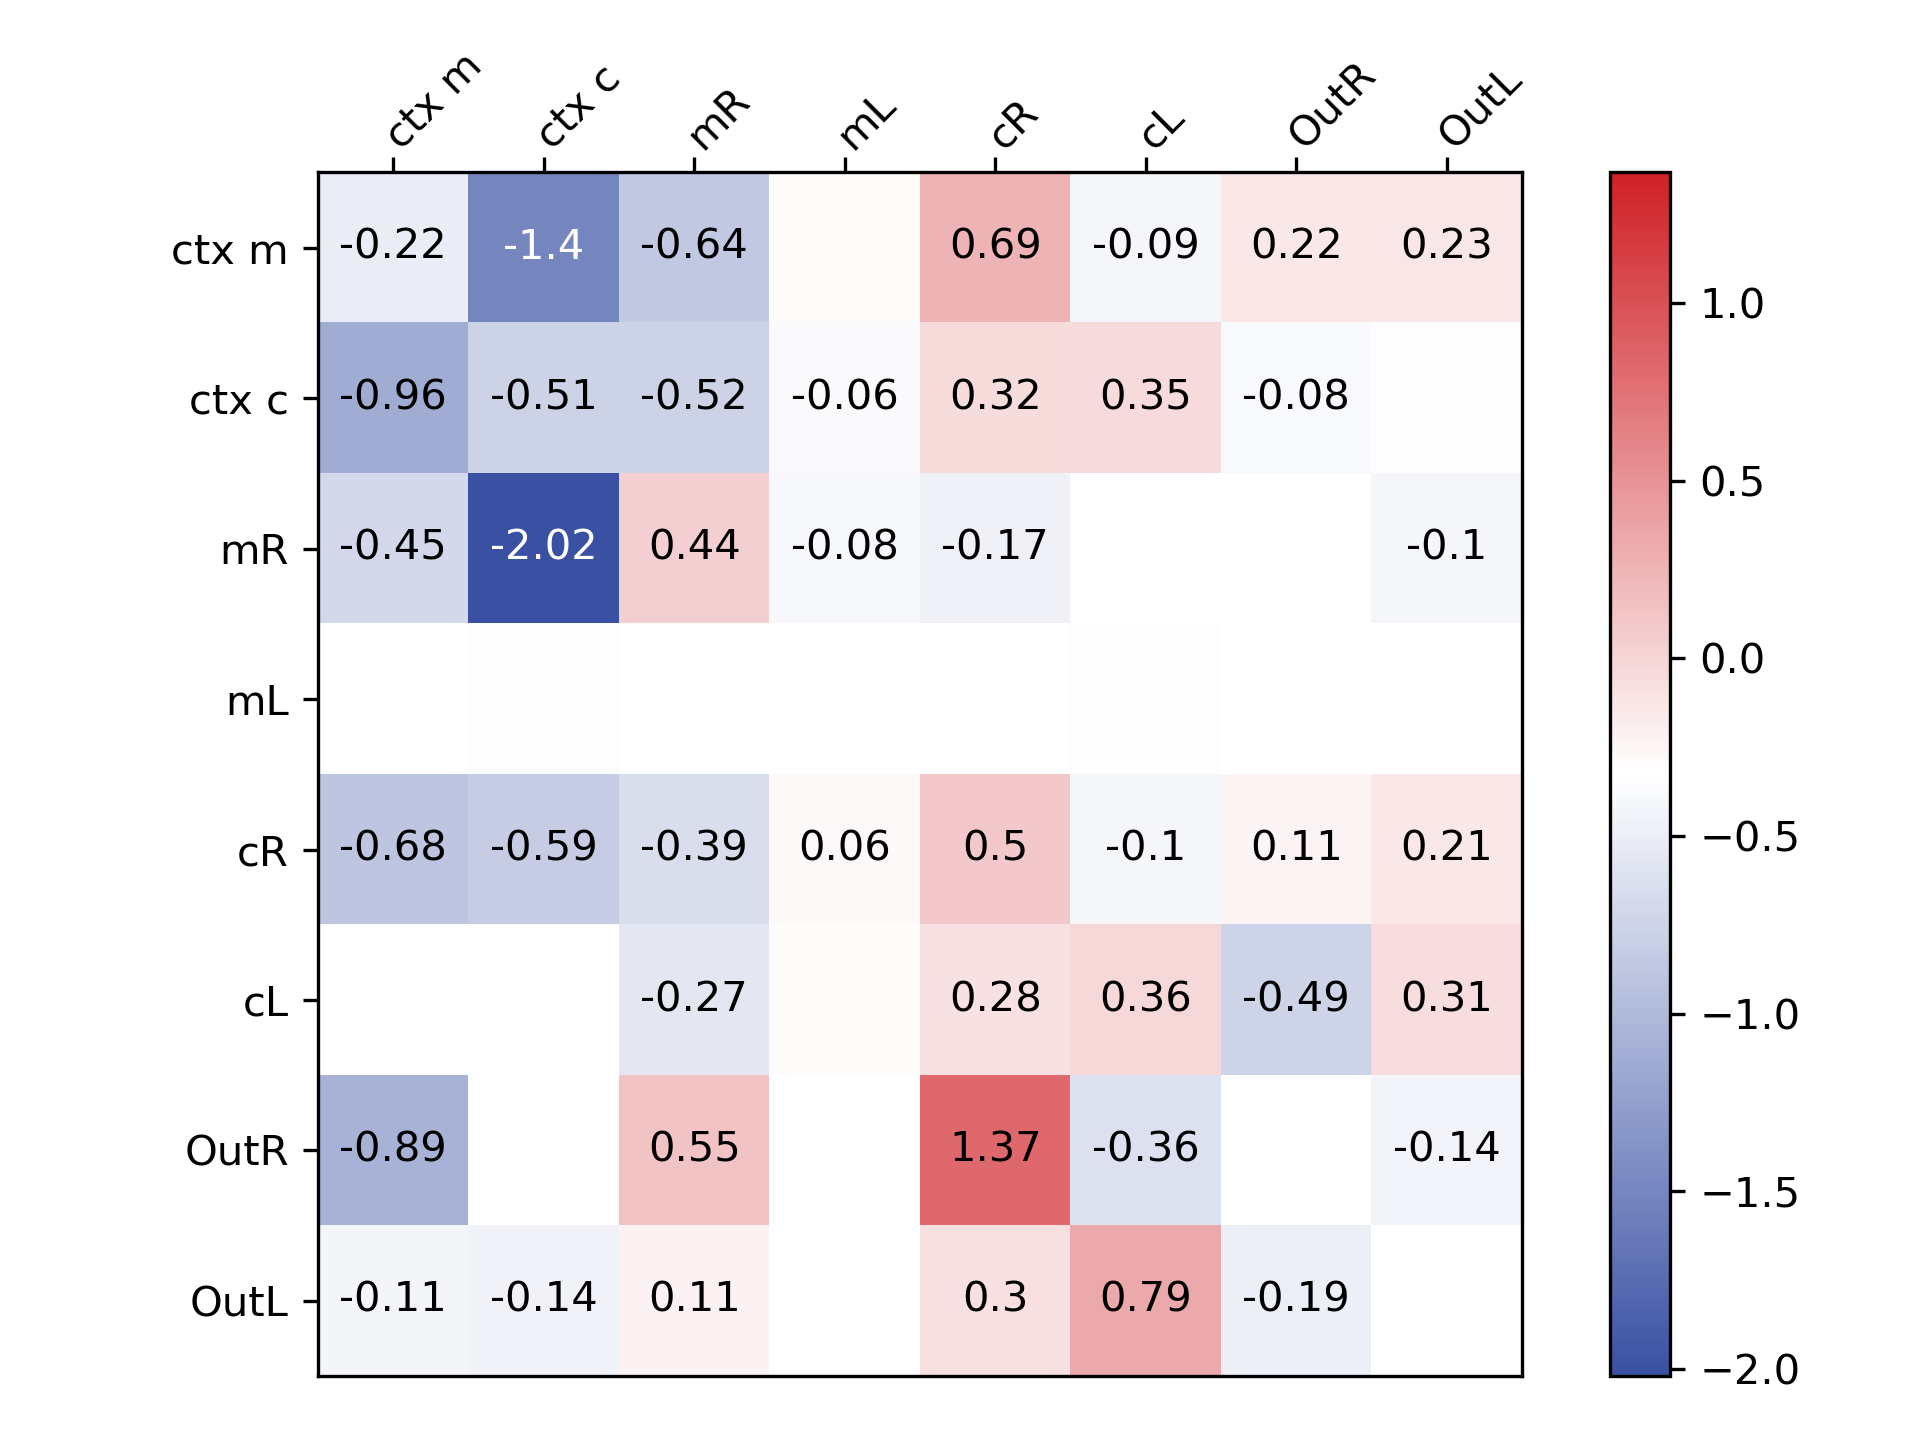 ctx m ctx c mR mL cR cL OutR OutL
ctx m -0.22 -1.4 -0.64 0.69 -0.09 0.22 0.23
ctx c -0.96 -0.51 -0.52 -0.06 0.32 0.35 -0.08
mR -0.45 -2.02 0.44 -0.08 -0.17 -0.1
mL
cR -0.68 -0.59 -0.39 0.06 0.5 -0.1 0.11 0.21
cL -0.27 0.28 0.36 -0.49 0.31
OutR -0.89 0.55 1.37 -0.36 -0.14
OutL -0.11 -0.14 0.11 0.3 0.79 -0.19
1.0
0.5
0.0
−0.5
−1.0
−1.5
−2.0